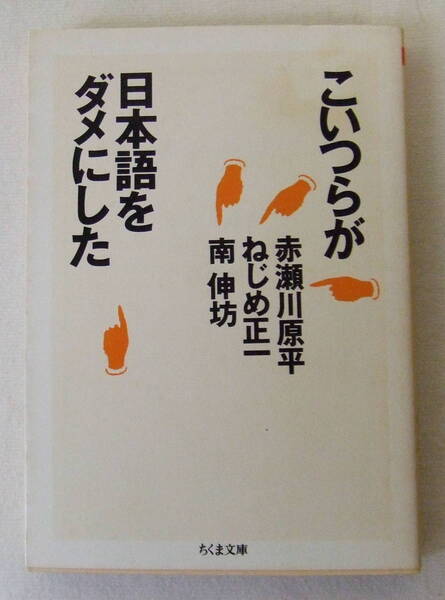 こいつらが
日本語を
ダメにした
赤瀬川原平
ねじめ正一
南 伸坊
ちくま文庫